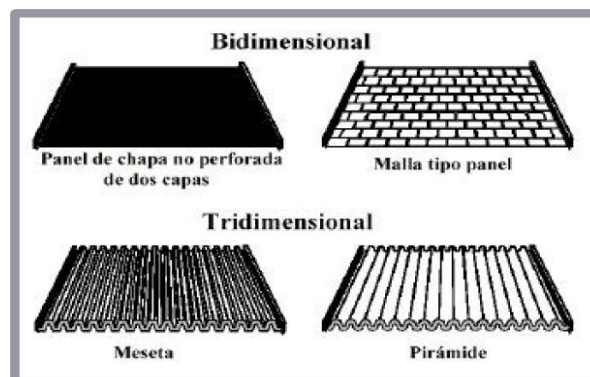 Bidimensional
Panel de chapa no perforada
de dos capas
Malla tipo panel
Tridimensional
Meseta
Pirámide